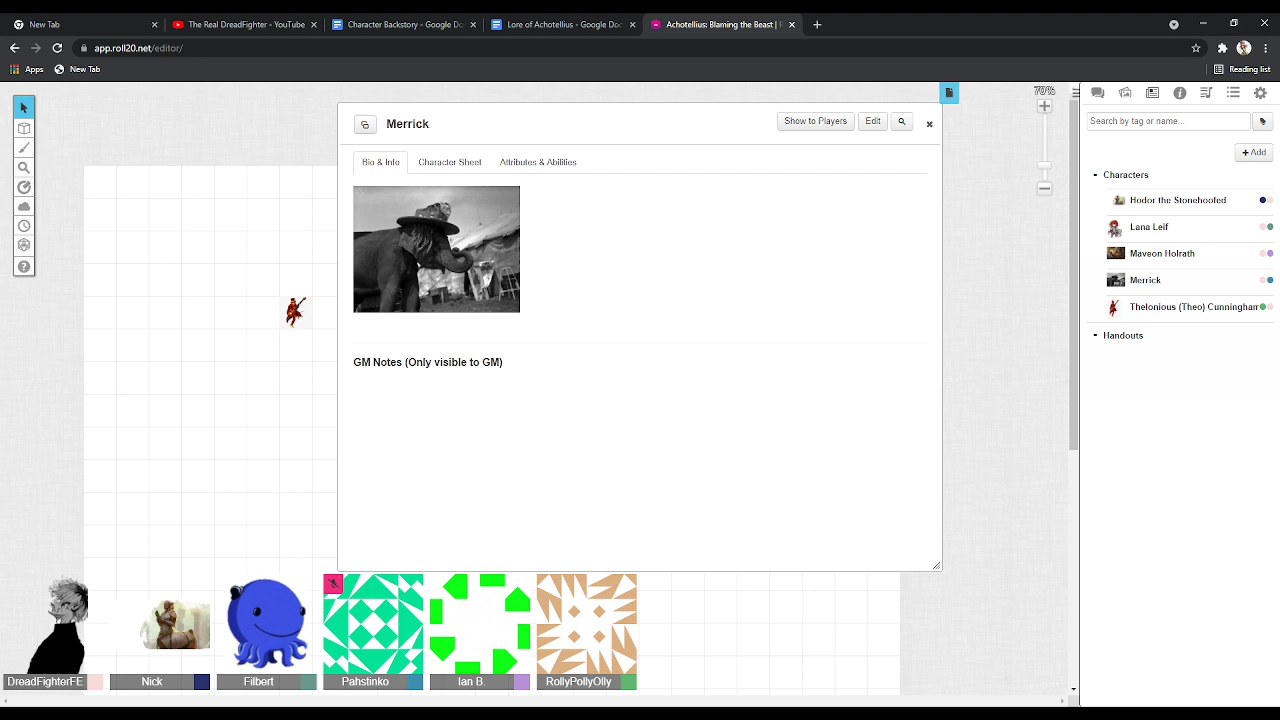 New Tab
The Real DreadFighter - YouTube
Character Backstory - Google Do
Lore of Achotellius - Google Doc
Achotellius: Blaming the Beast |
app.roll20.net/editor/
Apps
New Tab
Reading list
70%
Merrick
Show to Players
Edit
Bio & Info
Character Sheet
Attributes & Abilities
GM Notes (Only visible to GM)
Search by tag or name...
+ Add
Characters
Hodor the Stonehoofed
Lana Leif
Maveon Holrath
Merrick
Thelonious (Theo) Cunningham
Handouts
DreadFighterFE
Nick
Filbert
Pahstinko
Ian B.
RollyPollyOlly